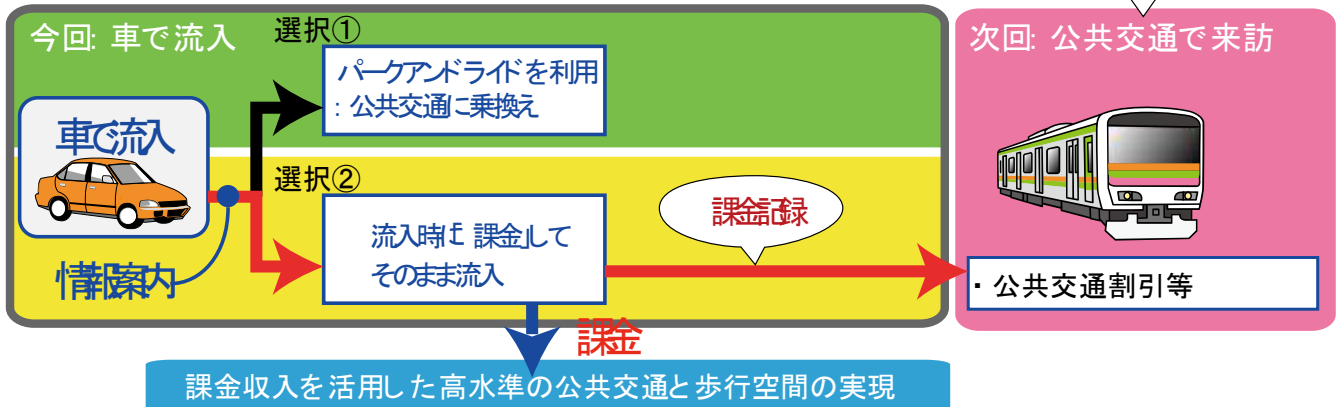 今回: 車で流入
選択①
パークアンドライドを利用
: 公共交通に乗換え
車で流入
選択②
流入時に課金して
そのまま流入
情報案内
課金記録
課金
課金収入を活用した高水準の公共交通と歩行空間の実現
次回: 公共交通で来訪
・公共交通割引等